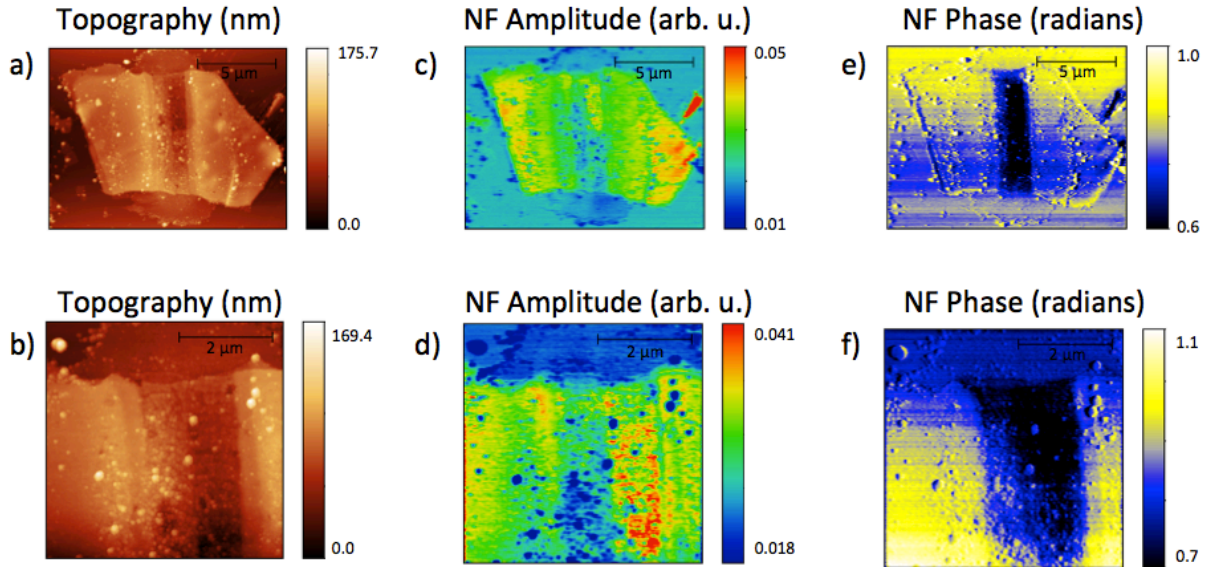 Topography (nm)
NF Amplitude (arb. u.)
NF Phase (radians)
a)
5 μm
175.7
0.0
c)
5 μm
0.05
0.01
e)
5 μm
1.0
0.6
Topography (nm)
NF Amplitude (arb. u.)
NF Phase (radians)
b)
2 μm
169.4
0.0
d)
2 μm
0.041
0.018
f)
2 μm
1.1
0.7